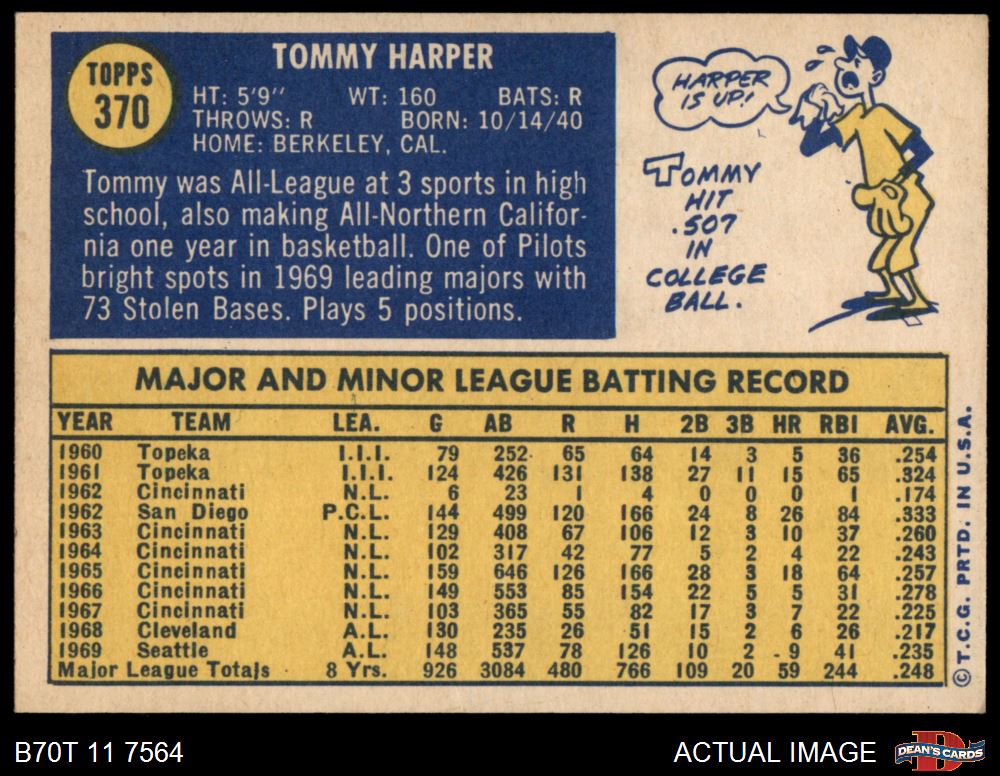 TOPPS
370
TOMMY HARPER
HT: 5'9" WT: 160 BATS: R
THROWS: R BORN: 10/14/40
HOME: BERKELEY, CAL.
Tommy was All-League at 3 sports in high
school, also making All-Northern Califor-
nia one year in basketball. One of Pilots
bright spots in 1969 leading majors with
73 Stolen Bases. Plays 5 positions.
HARPER
IS UP!
TOMMY
HIT
.507
IN
COLLEGE
BALL.
MAJOR AND MINOR LEAGUE BATTING RECORD
YEAR TEAM LEA. G AB R H 2B 3B HR RBI AVG.
1960 Topeka I.I.I. 79 252 65 64 14 3 5 36 .254
1961 Topeka I.I.I. 124 426 131 138 27 11 15 65 .324
1962 Cincinnati N.L. 6 23 1 4 0 0 0 1 .174
1962 San Diego P.C.L. 144 499 120 166 24 8 26 84 .333
1963 Cincinnati N.L. 129 408 67 106 12 3 10 37 .260
1964 Cincinnati N.L. 102 317 42 77 5 2 4 22 .243
1965 Cincinnati N.L. 159 646 126 166 28 3 18 64 .257
1966 Cincinnati N.L. 149 553 85 154 22 5 5 31 .278
1967 Cincinnati N.L. 103 365 55 82 17 3 7 22 .225
1968 Cleveland A.L. 130 235 26 51 15 2 6 26 .217
1969 Seattle A.L. 148 537 78 126 10 2 9 41 .235
Major League Totals 8 Yrs. 926 3084 480 766 109 20 59 244 .248
©T.C.G. PRTD. IN U.S.A.
B70T 11 7564
ACTUAL IMAGE
D
DEAN'S CARDS